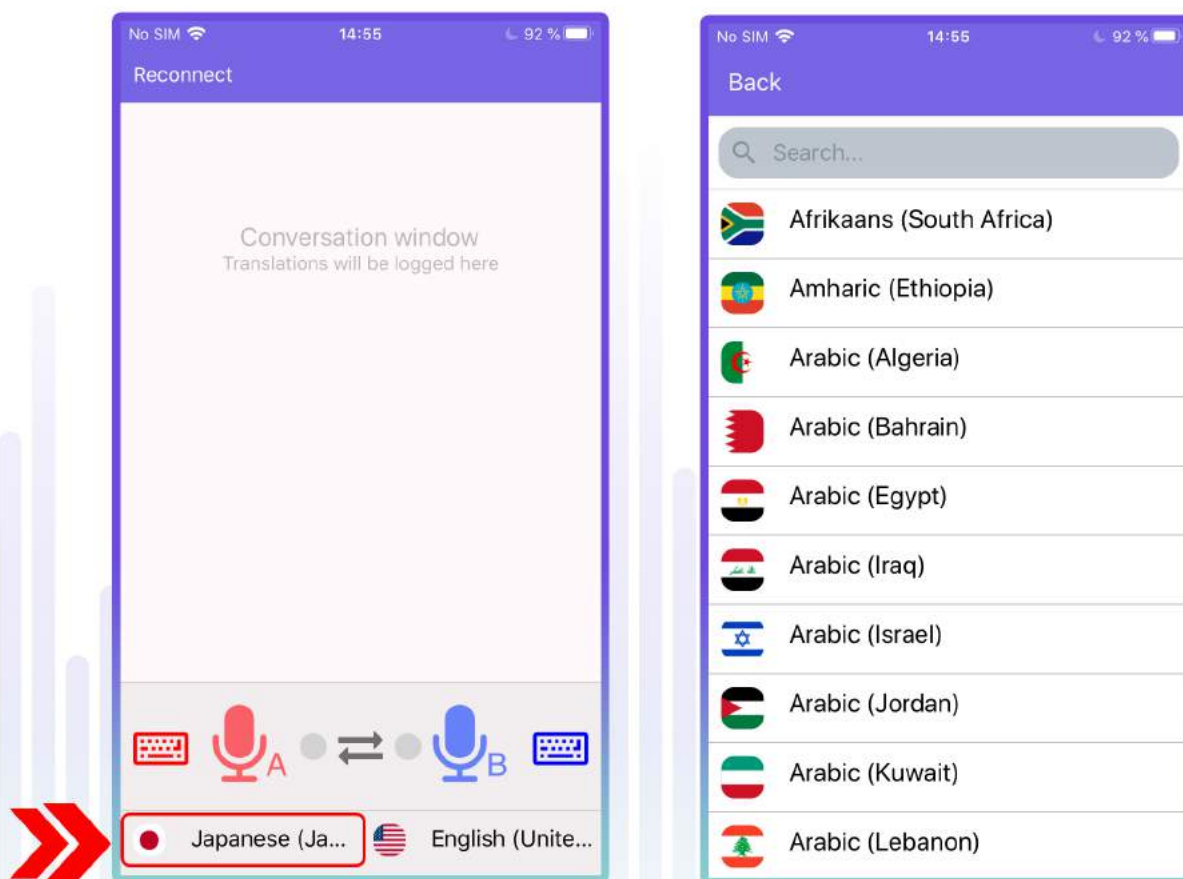 No SIM 14:55 92 %
Reconnect
Conversation window
Translations will be logged here
A B
Japanese (Ja... English (Unite...
No SIM 14:55 92 %
Back
Search...
Afrikaans (South Africa)
Amharic (Ethiopia)
Arabic (Algeria)
Arabic (Bahrain)
Arabic (Egypt)
Arabic (Iraq)
Arabic (Israel)
Arabic (Jordan)
Arabic (Kuwait)
Arabic (Lebanon)